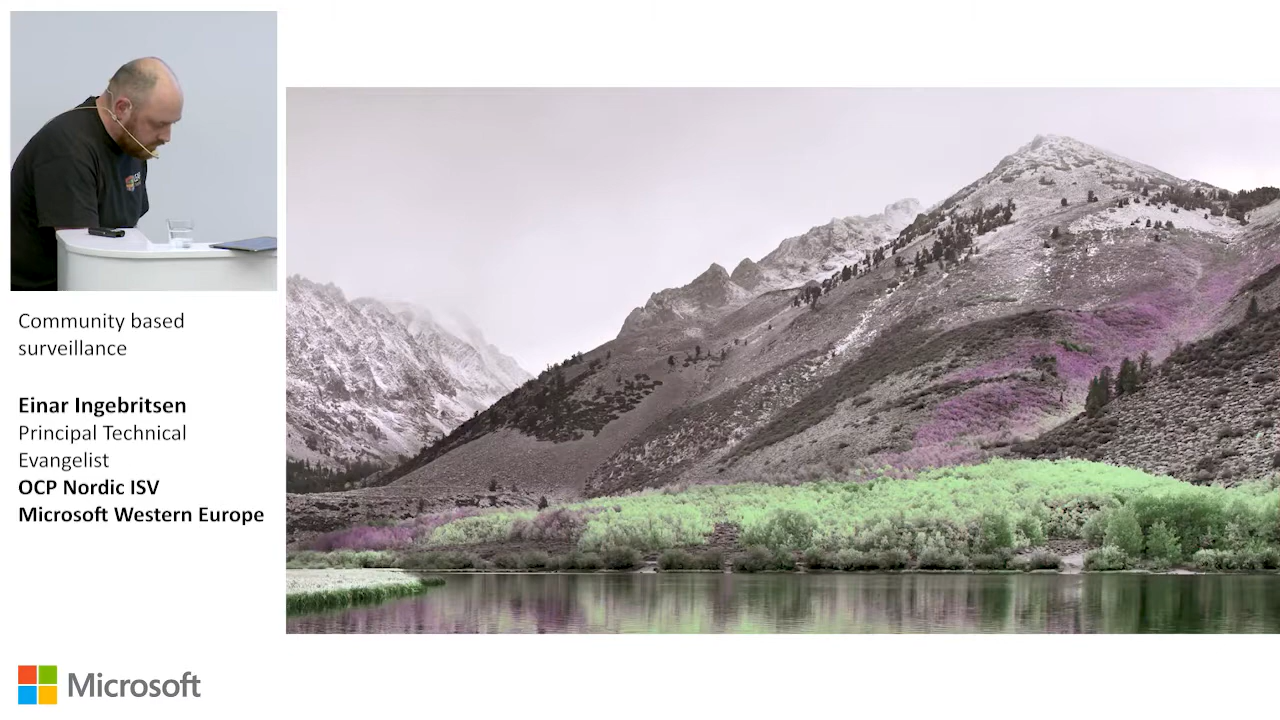 Community based
surveillance
Einar Ingebritsen
Principal Technical
Evangelist
OCP Nordic ISV
Microsoft Western Europe
Microsoft